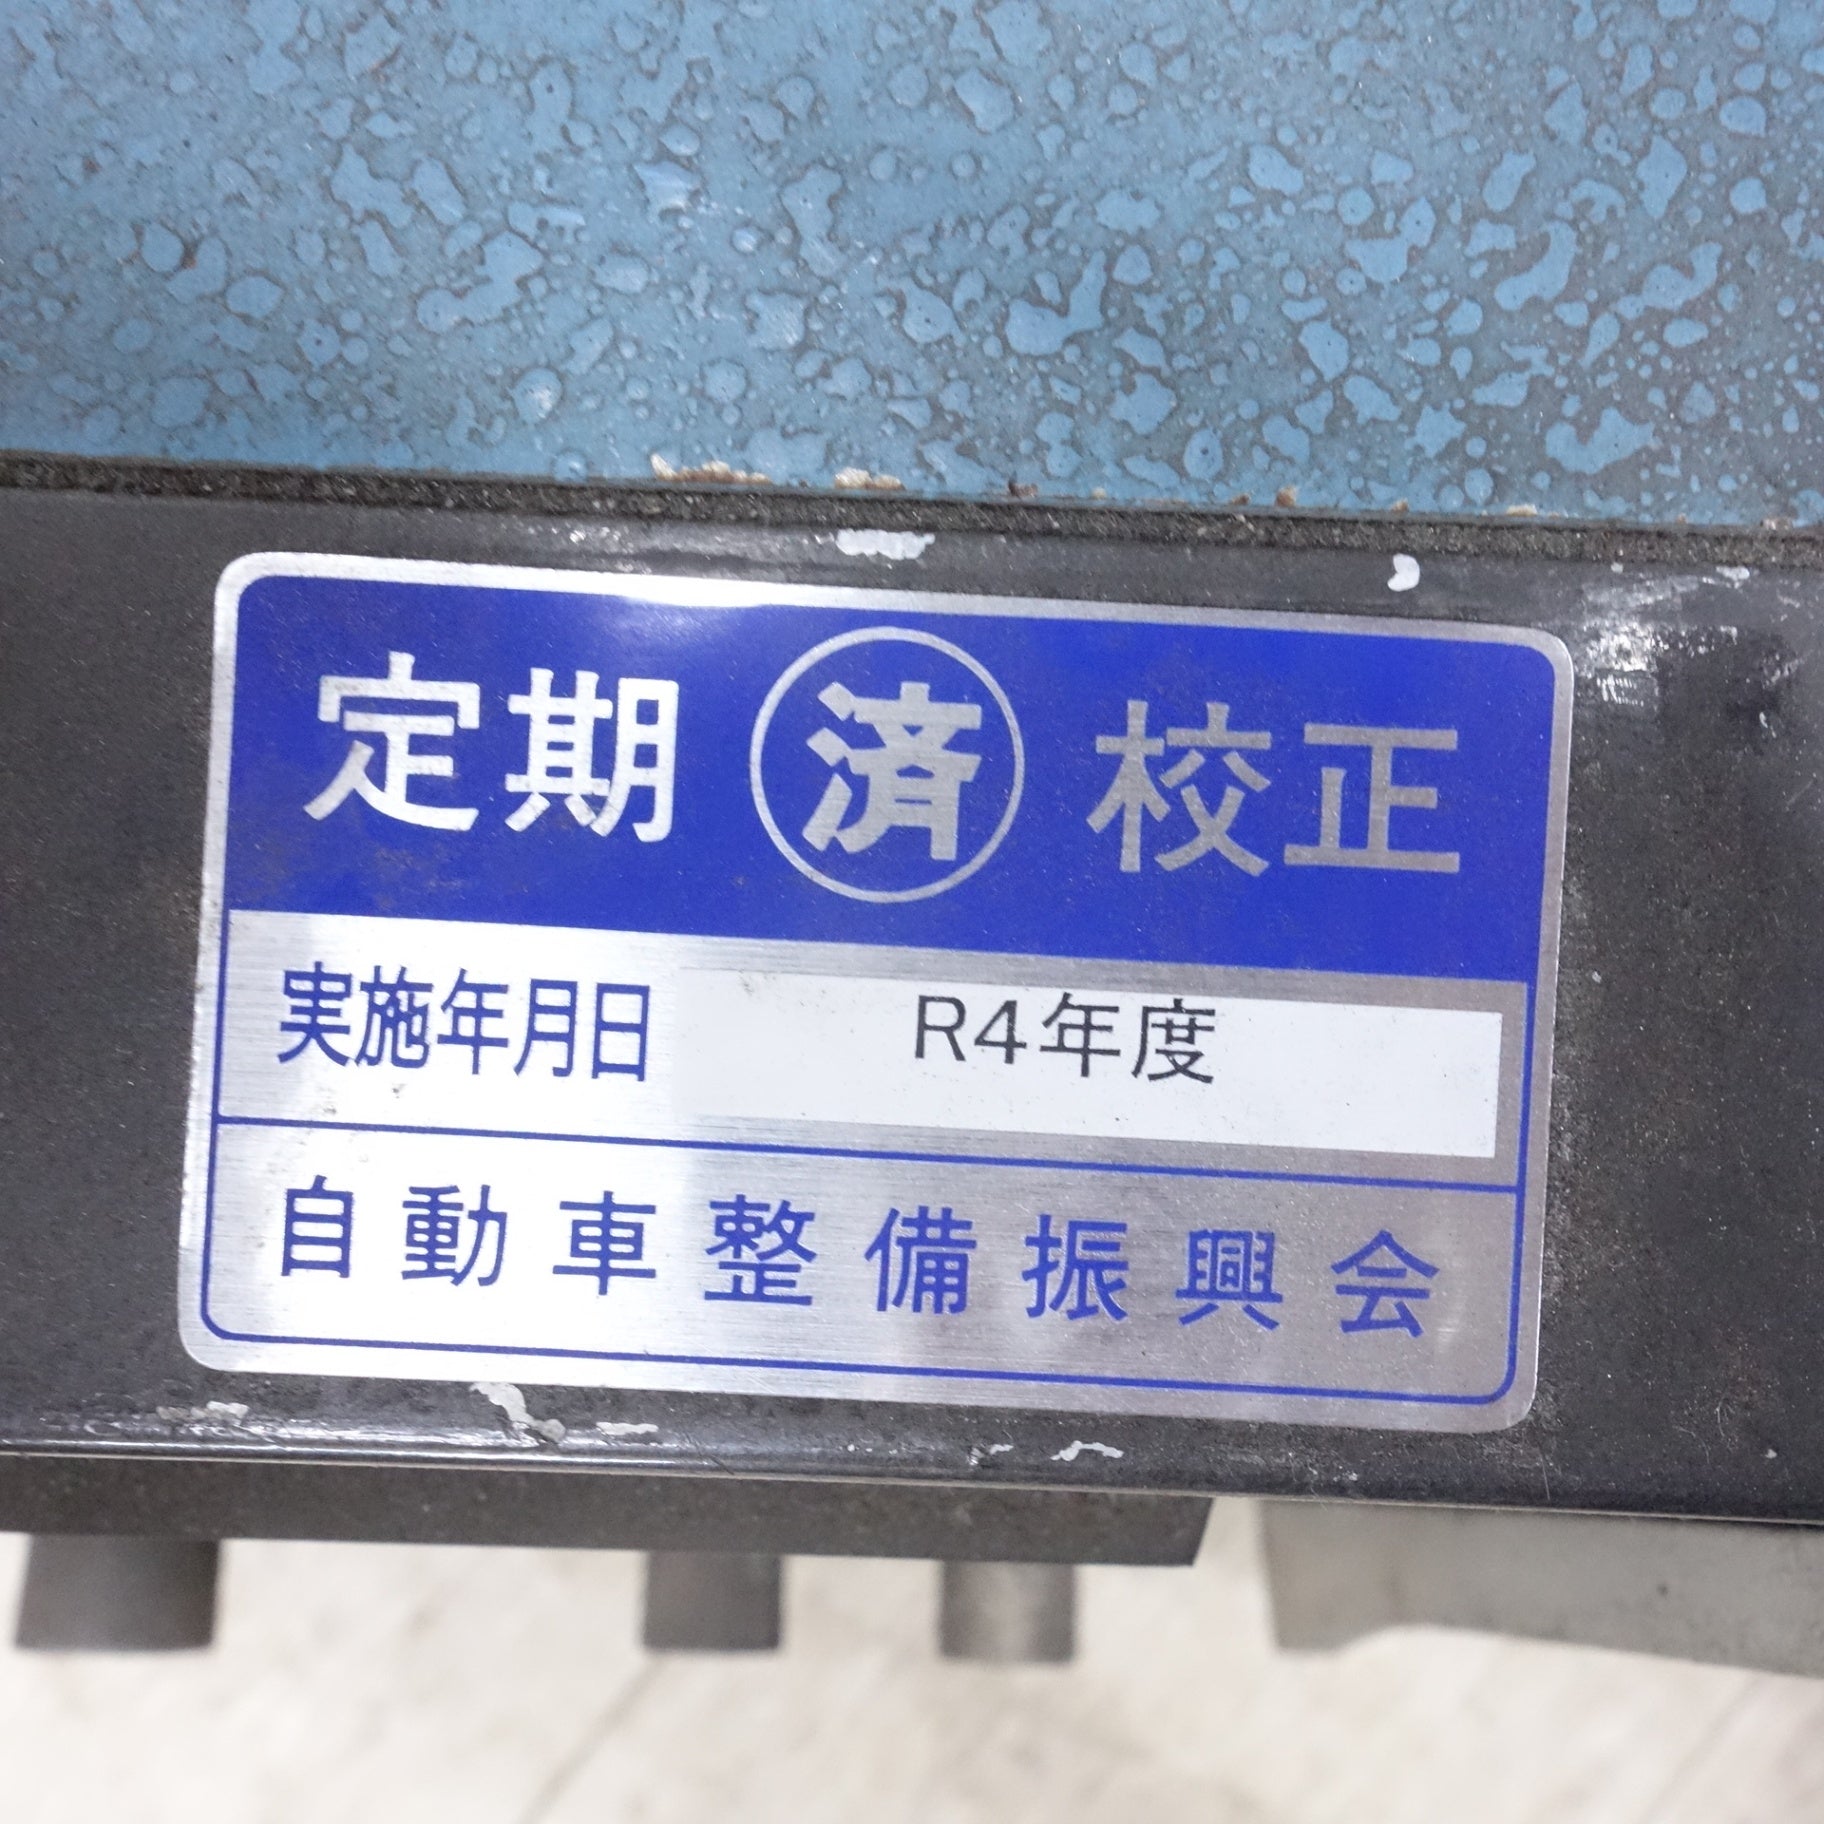 定期 済 校正
実施年月日 R4年度
自動車整備振興会